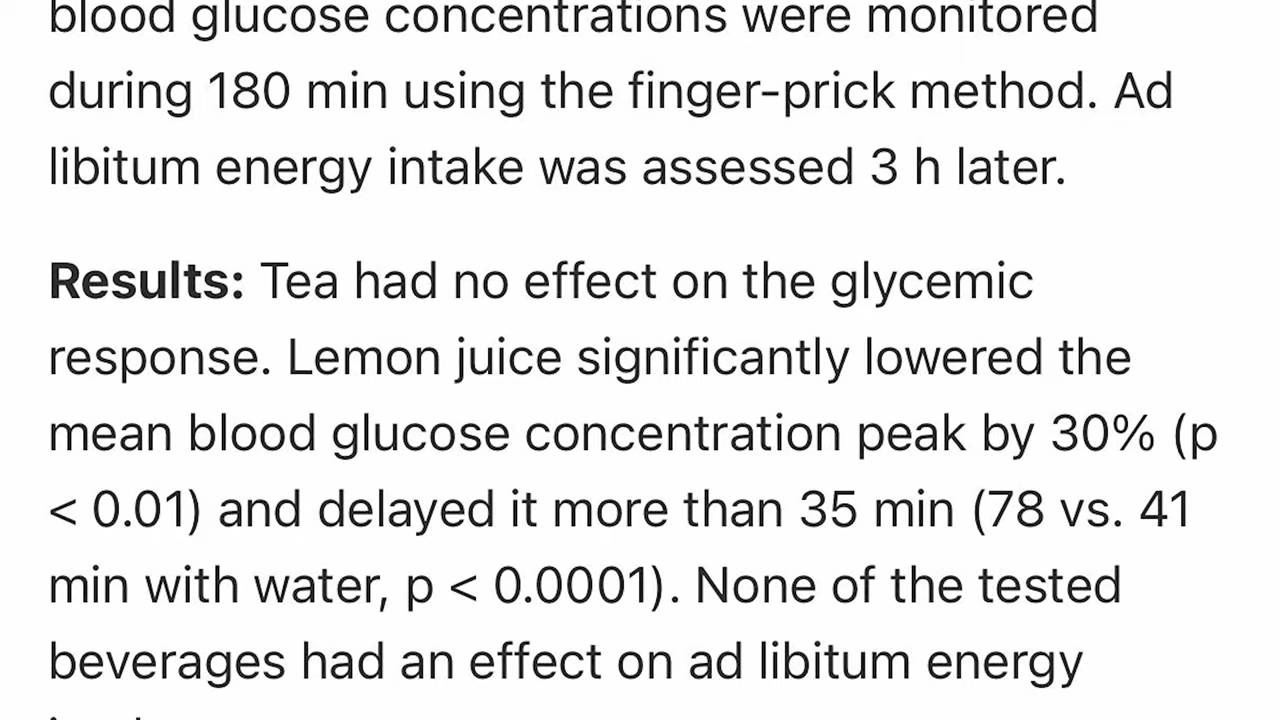 blood glucose concentrations were monitored
during 180 min using the finger-prick method. Ad
libitum energy intake was assessed 3 h later.
Results: Tea had no effect on the glycemic
response. Lemon juice significantly lowered the
mean blood glucose concentration peak by 30% (p
< 0.01) and delayed it more than 35 min (78 vs. 41
min with water, p < 0.0001). None of the tested
beverages had an effect on ad libitum energy